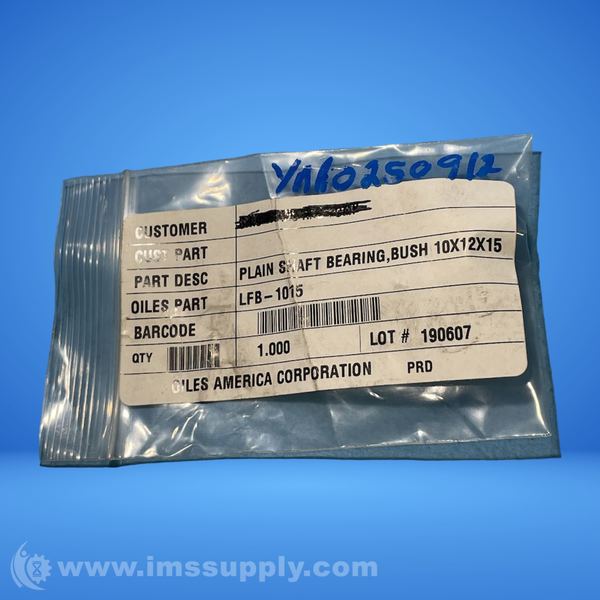 CUSTOMER
CUST PART
PART DESC PLAIN SHAFT BEARING,BUSH 10X12X15
OILES PART LFB-1015
BARCODE
QTY 1.000 LOT # 190607
OILES AMERICA CORPORATION PRD
www.imssupply.com